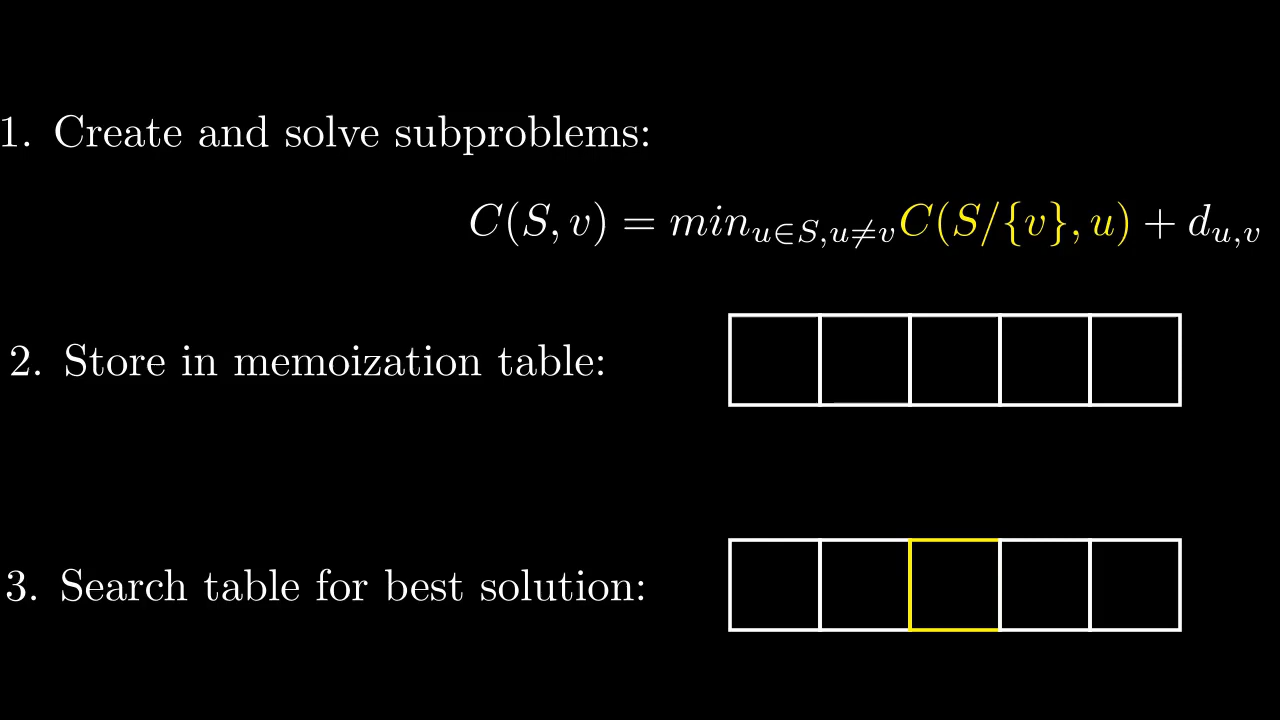 1. Create and solve subproblems:
C(S, v) = min_{u∈S,u≠v} C(S/{v}, u) + d_{u,v}
2. Store in memoization table:
3. Search table for best solution: